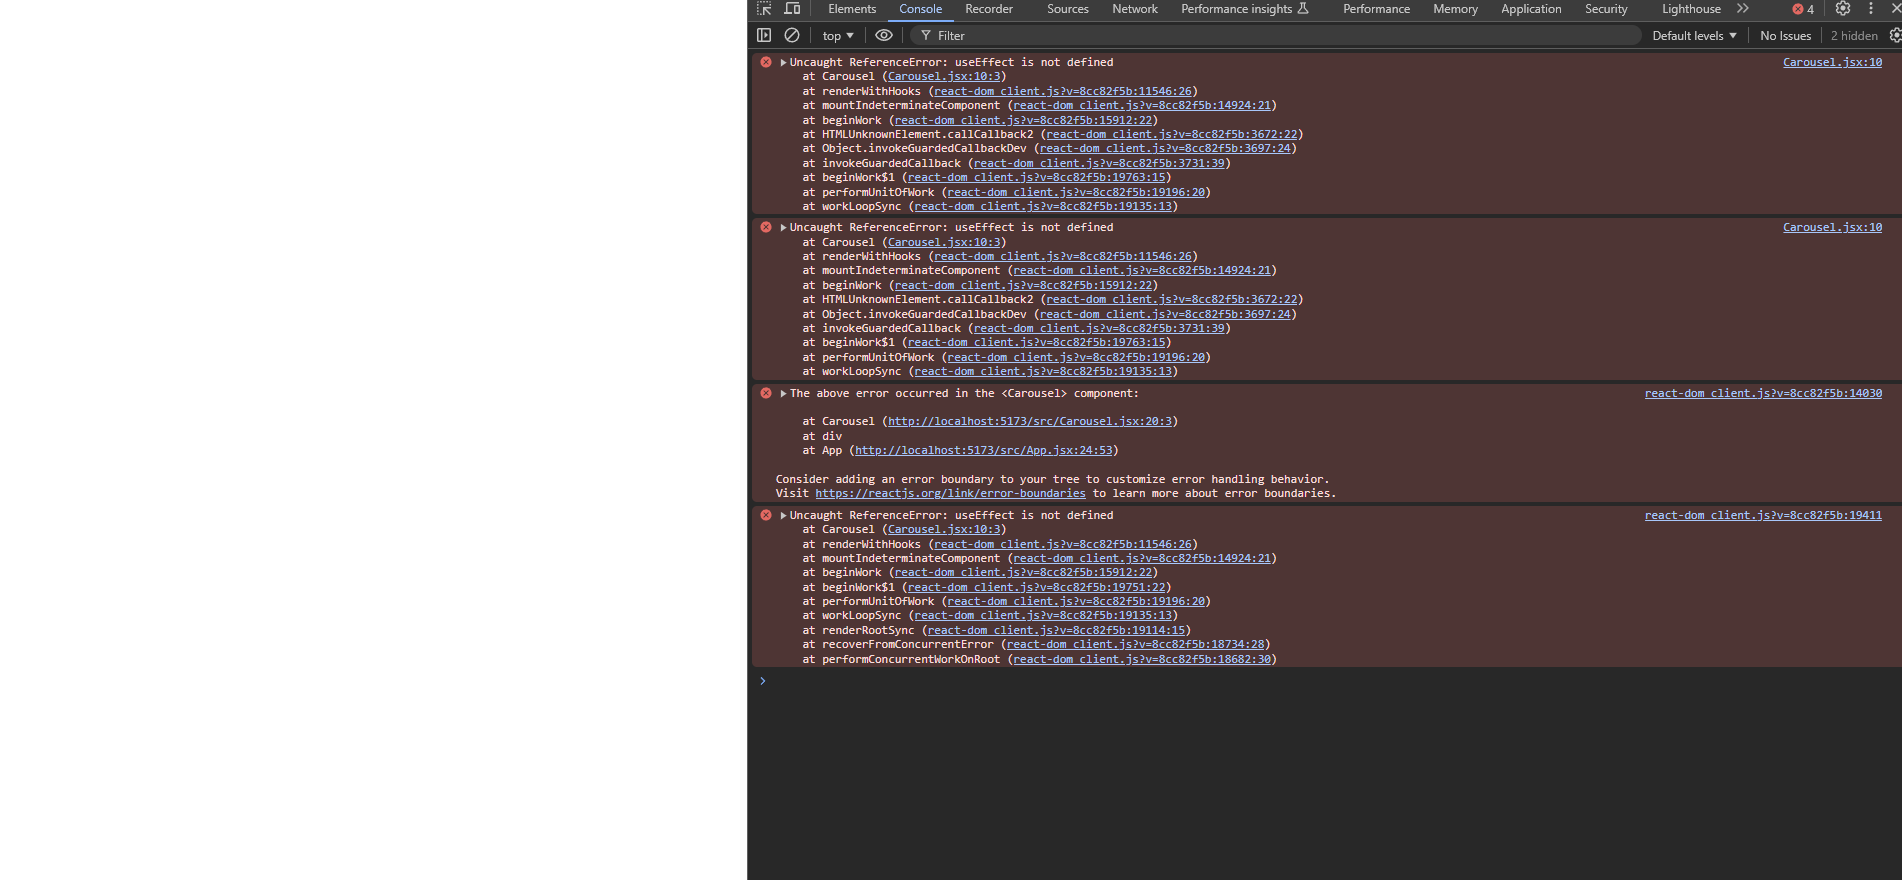 Elements Console Recorder Sources Network Performance insights Performance Memory Application Security Lighthouse 4
top Filter Default levels No Issues 2 hidden
Uncaught ReferenceError: useEffect is not defined Carousel.jsx:10
at Carousel (Carousel.jsx:10:3)
at renderWithHooks (react-dom_client.js?v=8cc82f5b:11546:26)
at mountIndeterminateComponent (react-dom_client.js?v=8cc82f5b:14924:21)
at beginWork (react-dom_client.js?v=8cc82f5b:15912:22)
at HTMLUnknownElement.callCallback2 (react-dom_client.js?v=8cc82f5b:3672:22)
at Object.invokeGuardedCallbackDev (react-dom_client.js?v=8cc82f5b:3697:24)
at invokeGuardedCallback (react-dom_client.js?v=8cc82f5b:3731:39)
at beginWork$1 (react-dom_client.js?v=8cc82f5b:19763:15)
at performUnitOfWork (react-dom_client.js?v=8cc82f5b:19196:20)
at workLoopSync (react-dom_client.js?v=8cc82f5b:19135:13)
Uncaught ReferenceError: useEffect is not defined Carousel.jsx:10
at Carousel (Carousel.jsx:10:3)
at renderWithHooks (react-dom_client.js?v=8cc82f5b:11546:26)
at mountIndeterminateComponent (react-dom_client.js?v=8cc82f5b:14924:21)
at beginWork (react-dom_client.js?v=8cc82f5b:15912:22)
at HTMLUnknownElement.callCallback2 (react-dom_client.js?v=8cc82f5b:3672:22)
at Object.invokeGuardedCallbackDev (react-dom_client.js?v=8cc82f5b:3697:24)
at invokeGuardedCallback (react-dom_client.js?v=8cc82f5b:3731:39)
at beginWork$1 (react-dom_client.js?v=8cc82f5b:19763:15)
at performUnitOfWork (react-dom_client.js?v=8cc82f5b:19196:20)
at workLoopSync (react-dom_client.js?v=8cc82f5b:19135:13)
The above error occurred in the <Carousel> component: react-dom_client.js?v=8cc82f5b:14030
at Carousel (http://localhost:5173/src/Carousel.jsx:20:3)
at div
at App (http://localhost:5173/src/App.jsx:24:53)
Consider adding an error boundary to your tree to customize error handling behavior.
Visit https://reactjs.org/link/error-boundaries to learn more about error boundaries.
Uncaught ReferenceError: useEffect is not defined react-dom_client.js?v=8cc82f5b:19411
at Carousel (Carousel.jsx:10:3)
at renderWithHooks (react-dom_client.js?v=8cc82f5b:11546:26)
at mountIndeterminateComponent (react-dom_client.js?v=8cc82f5b:14924:21)
at beginWork (react-dom_client.js?v=8cc82f5b:15912:22)
at beginWork$1 (react-dom_client.js?v=8cc82f5b:19751:22)
at performUnitOfWork (react-dom_client.js?v=8cc82f5b:19196:20)
at workLoopSync (react-dom_client.js?v=8cc82f5b:19135:13)
at renderRootSync (react-dom_client.js?v=8cc82f5b:19114:15)
at recoverFromConcurrentError (react-dom_client.js?v=8cc82f5b:18734:28)
at performConcurrentWorkOnRoot (react-dom_client.js?v=8cc82f5b:18682:30)